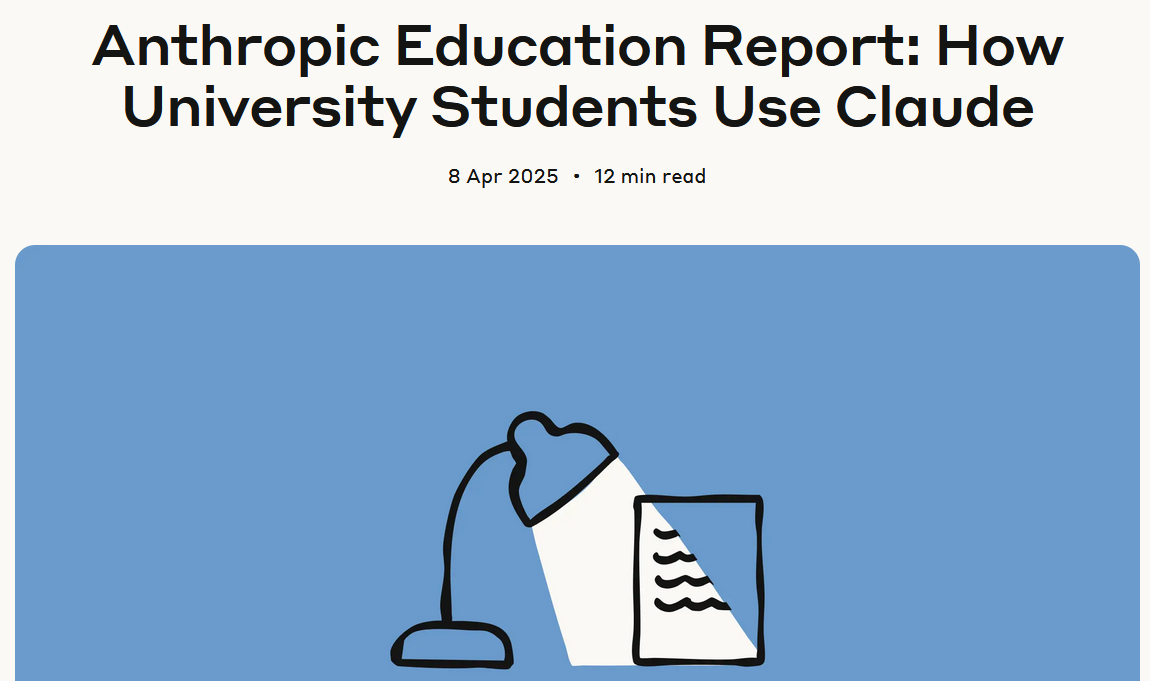 Anthropic Education Report: How
University Students Use Claude
8 Apr 2025 • 12 min read